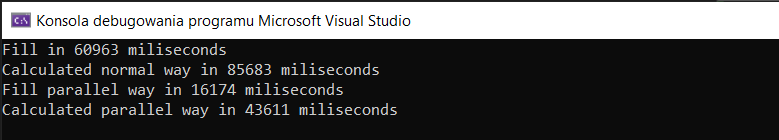 C:\ Konsola debugowania programu Microsoft Visual Studio
Fill in 60963 miliseconds
Calculated normal way in 85683 miliseconds
Fill parallel way in 16174 miliseconds
Calculated parallel way in 43611 miliseconds